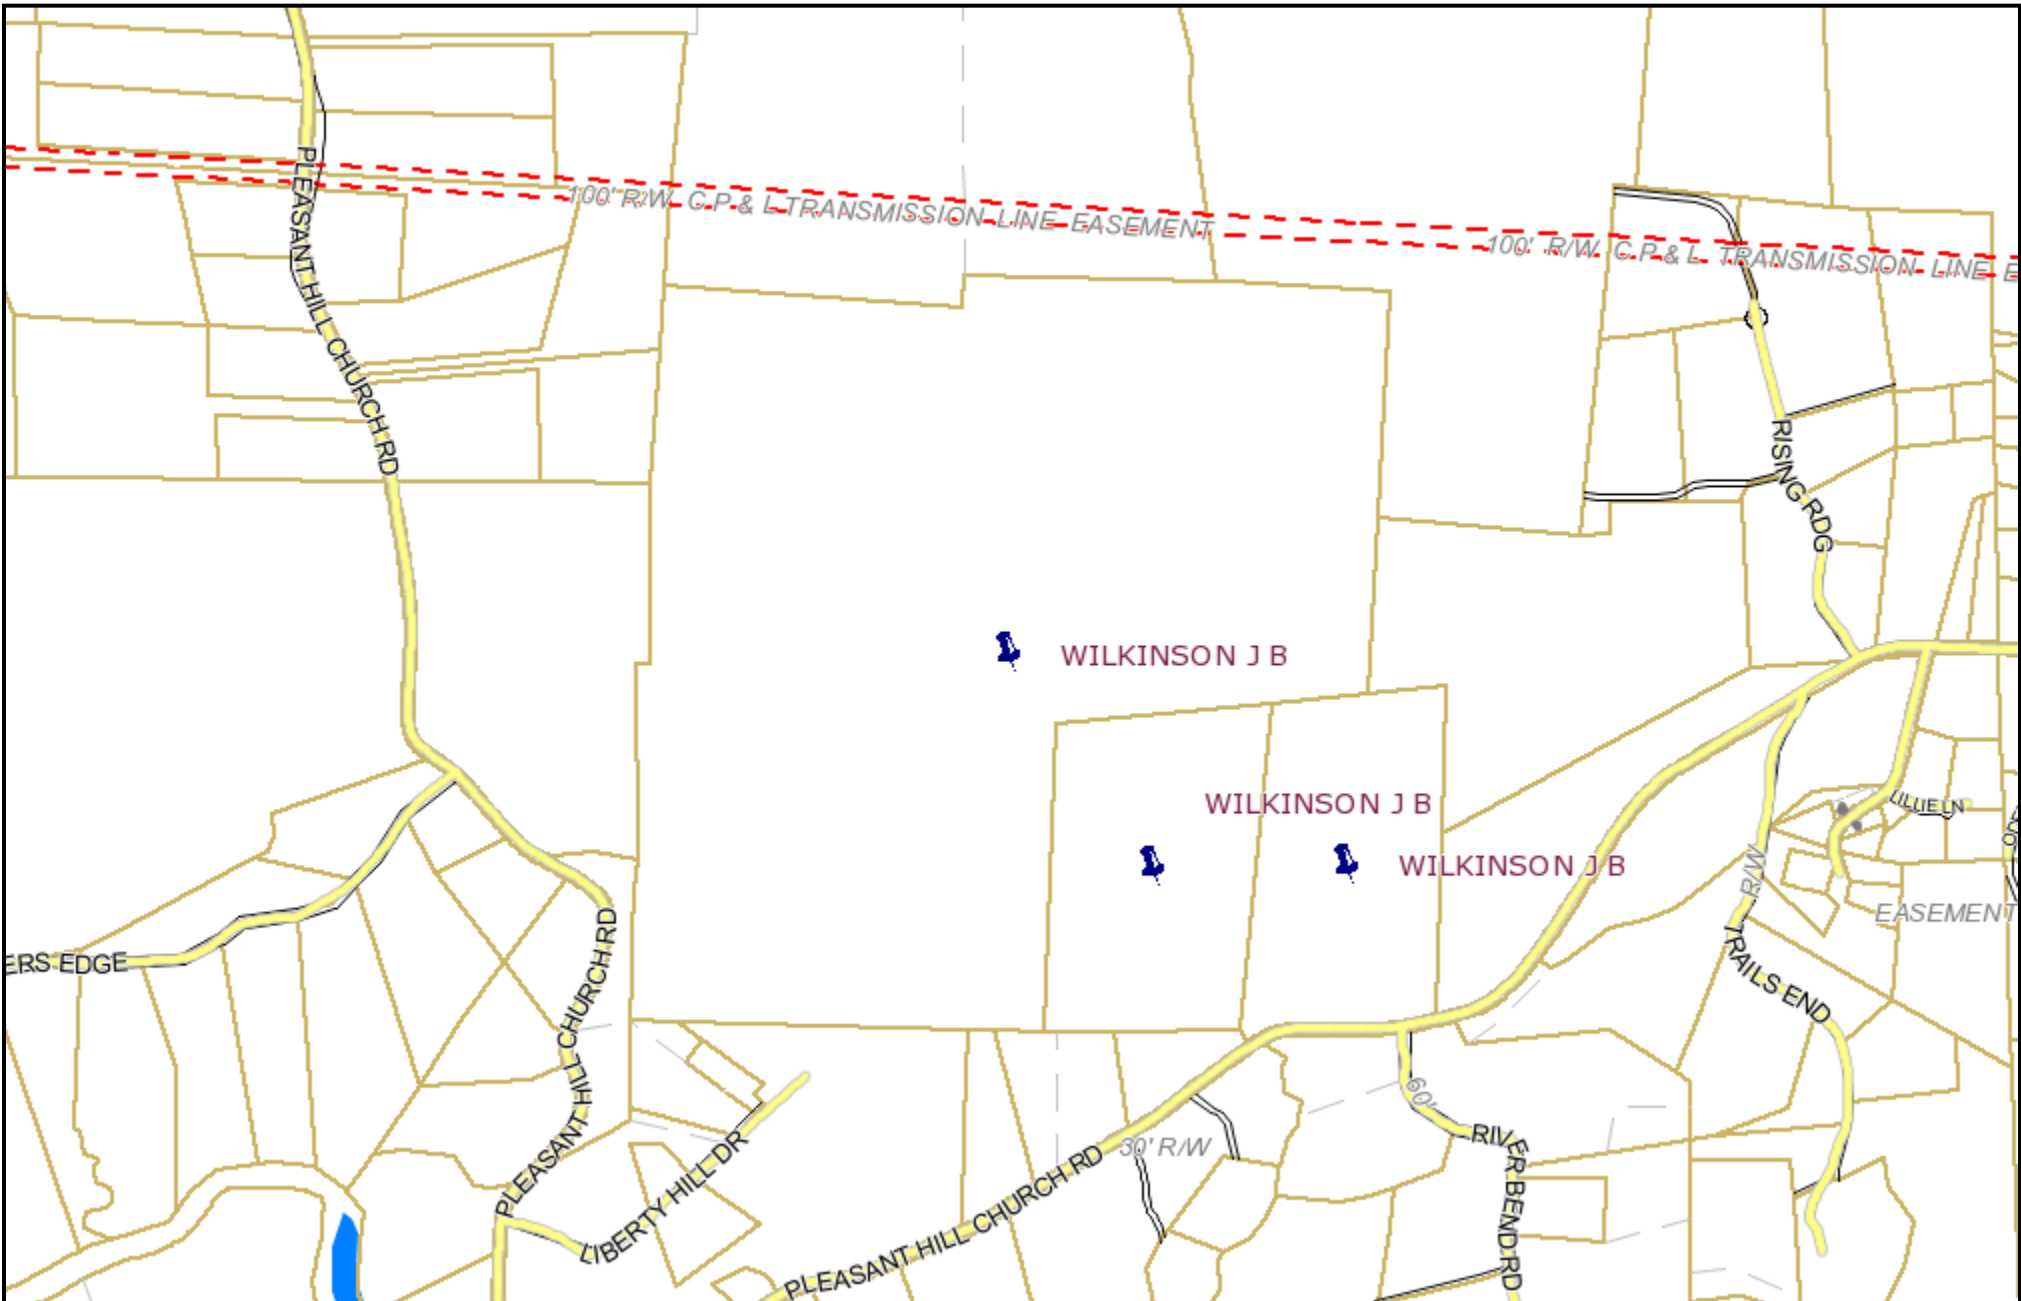 PLEASANT HILL CHURCH RD
100' R/W C.P & L TRANSMISSION LINE EASEMENT
100' R/W C.P & L TRANSMISSION LINE E
RISING RDG
WILKINSON J B
WILKINSON J B
WILKINSON J B
LILLIE LN
R/W
EASEMENT
ERS EDGE
PLEASANT HILL CHURCH RD
TRAILS END
60'
30' R/W
RIVER BEND RD
LIBERTY HILL DR
PLEASANT HILL CHURCH RD